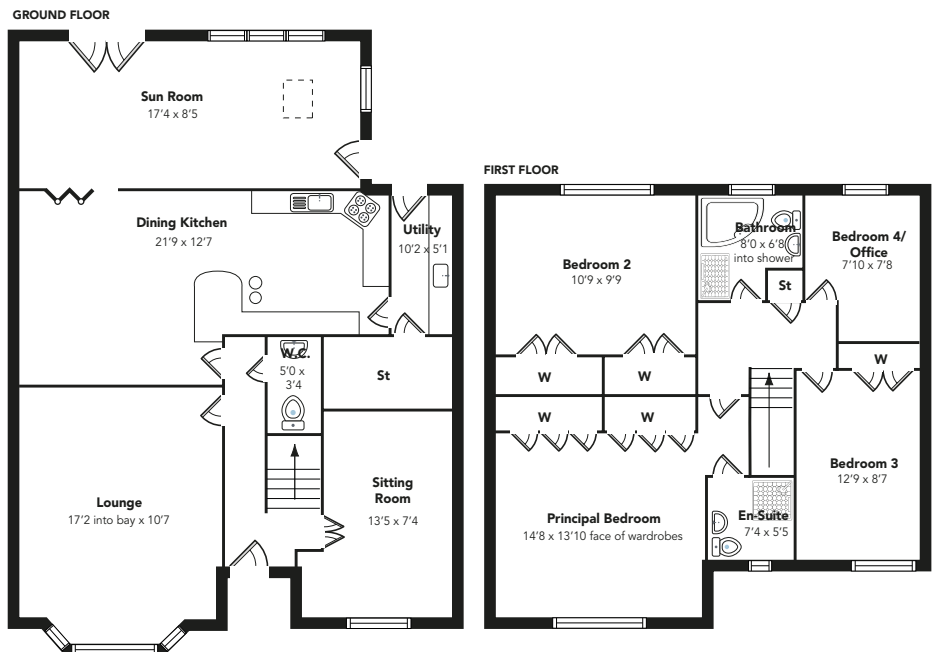 GROUND FLOOR
Sun Room
17'4 x 8'5
Dining Kitchen
21'9 x 12'7
Utility
10'2 x 5'1
W.C.
5'0 x
3'4
St
Lounge
17'2 into bay x 10'7
Sitting
Room
13'5 x 7'4
FIRST FLOOR
Bedroom 2
10'9 x 9'9
Bathroom
8'0 x 6'8
into shower
St
Bedroom 4/
Office
7'10 x 7'8
W
W
W
W
W
Bedroom 3
12'9 x 8'7
Principal Bedroom
14'8 x 13'10 face of wardrobes
En-Suite
7'4 x 5'5